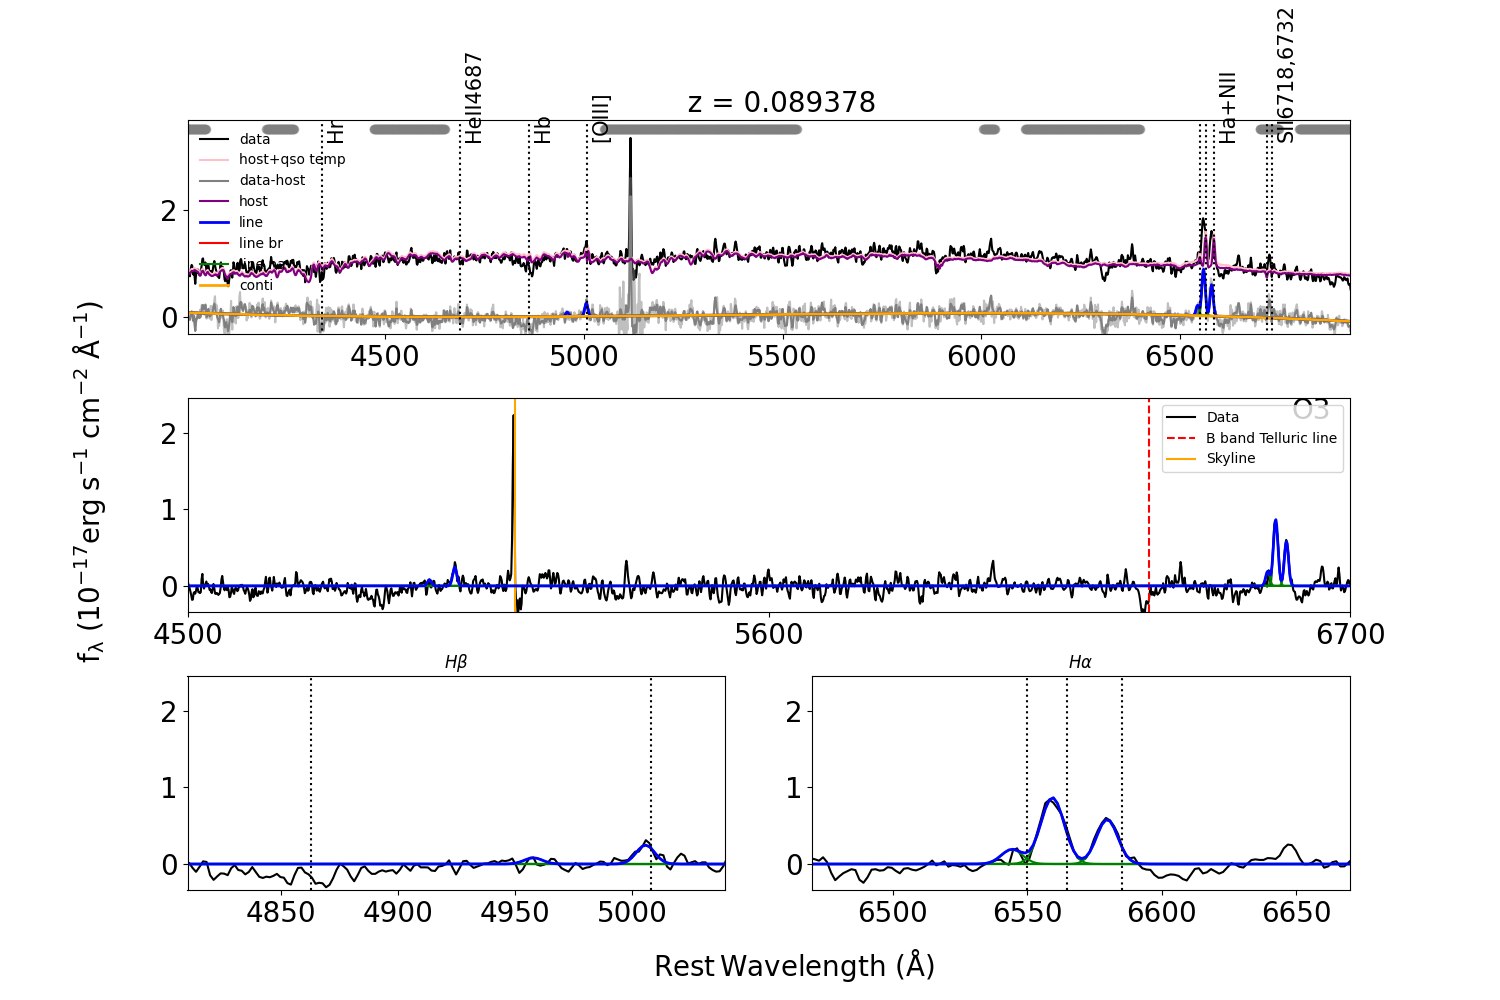 z = 0.089378
Hr
HeII4687
Hb
[OIII]
Ha+NII
SII6718,6732
data
host+qso temp
data-host
host
line
line br
conti
2
0
4500
5000
5500
6000
6500
O3
Data
B band Telluric line
Skyline
2
1
0
4500
5600
6700
fλ (10⁻¹⁷erg s⁻¹ cm⁻² Å⁻¹)
Hβ
2
1
0
4850
4900
4950
5000
Hα
2
1
0
6500
6550
6600
6650
Rest Wavelength (Å)